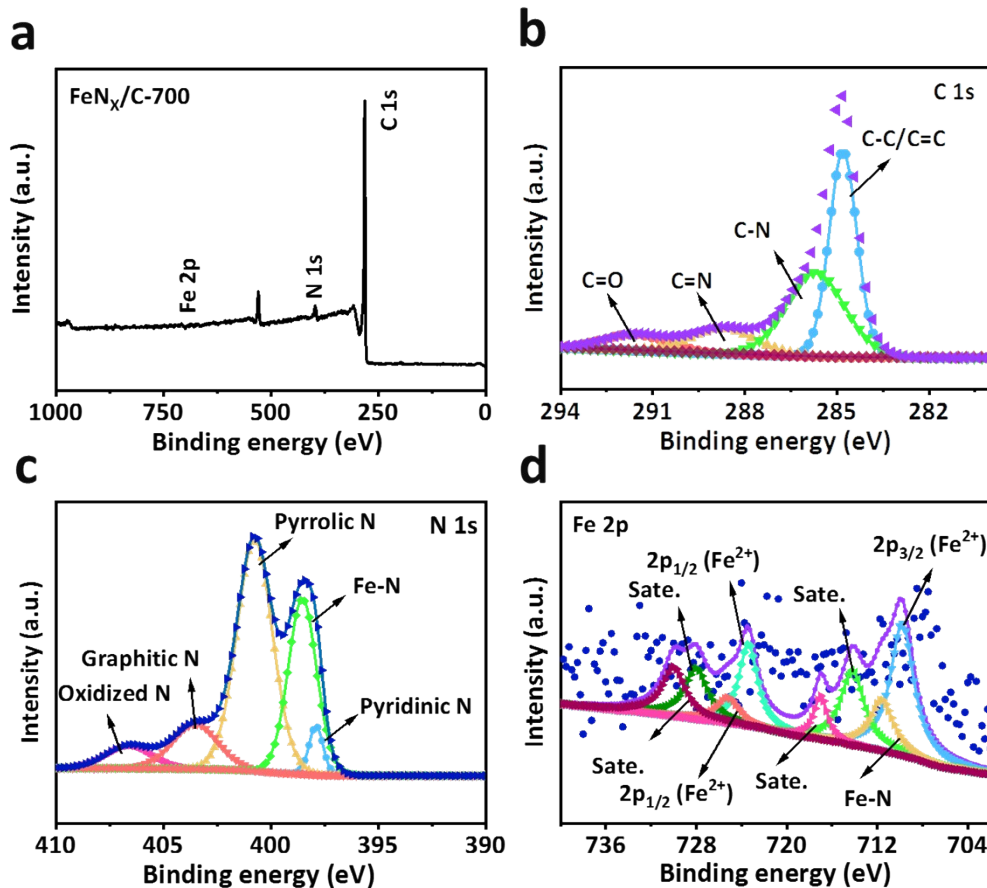 a
FeNₓ/C-700
C 1s
Fe 2p
N 1s
Intensity (a.u.)
1000 750 500 250 0
Binding energy (eV)
b
C 1s
C-C/C=C
C-N
C=O
C=N
Intensity (a.u.)
294 291 288 285 282
Binding energy (eV)
c
N 1s
Pyrrolic N
Fe-N
Graphitic N
Oxidized N
Pyridinic N
Intensity (a.u.)
410 405 400 395 390
Binding energy (eV)
d
Fe 2p
2p₃/₂ (Fe²⁺)
2p₁/₂ (Fe²⁺)
Sate.
Sate.
Sate.
2p₁/₂ (Fe²⁺)
Sate.
Fe-N
Intensity (a.u.)
736 728 720 712 704
Binding energy (eV)